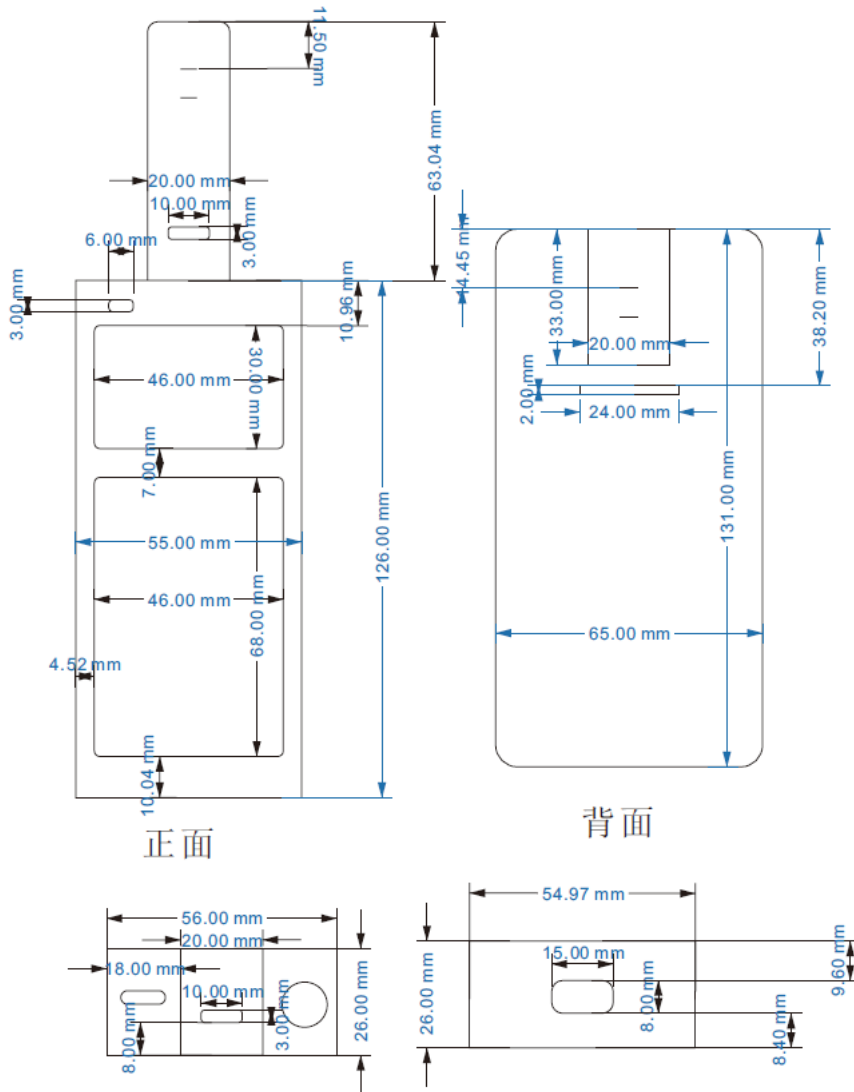 11.50 mm
63.04 mm
20.00 mm
10.00 mm
3.00 mm
6.00 mm
3.00 mm
10.96 mm
30.00 mm
46.00 mm
7.00 mm
55.00 mm
126.00 mm
46.00 mm
68.00 mm
4.52 mm
10.04 mm
正面
14.45 mm
33.00 mm
20.00 mm
38.20 mm
2.00 mm
24.00 mm
131.00 mm
65.00 mm
背面
56.00 mm
20.00 mm
18.00 mm
10.00 mm
3.00 mm
8.00 mm
26.00 mm
54.97 mm
15.00 mm
26.00 mm
8.00 mm
9.60 mm
8.40 mm